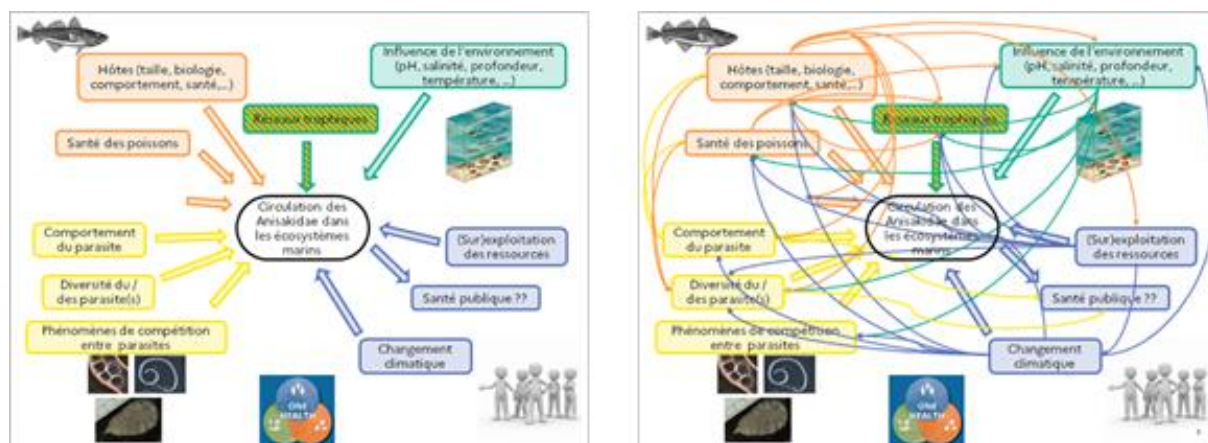 Hôtes (taille, biologie,
comportement, santé,...)
Influence de l'environnement
(pH, salinité, profondeur,
température, ...)
Réseaux trophiques
Santé des poissons
Circulation des
Anisakidae dans
les écosystèmes
marins
Comportement
du parasite
(Sur)exploitation
des ressources
Diversité du /
des parasite(s)
Santé publique ??
Phénomènes de compétition
entre parasites
Changement
climatique
ONE
HEALTH
Hôtes (taille, biologie,
comportement, santé,...)
Influence de l'environnement
(pH, salinité, profondeur,
température, ...)
Réseaux trophiques
Santé des poissons
Circulation des
Anisakidae dans
les écosystèmes
marins
Comportement
du parasite
(Sur)exploitation
des ressources
Diversité du /
des parasite(s)
Santé publique ??
Phénomènes de compétition
entre parasites
Changement
climatique
ONE
HEALTH